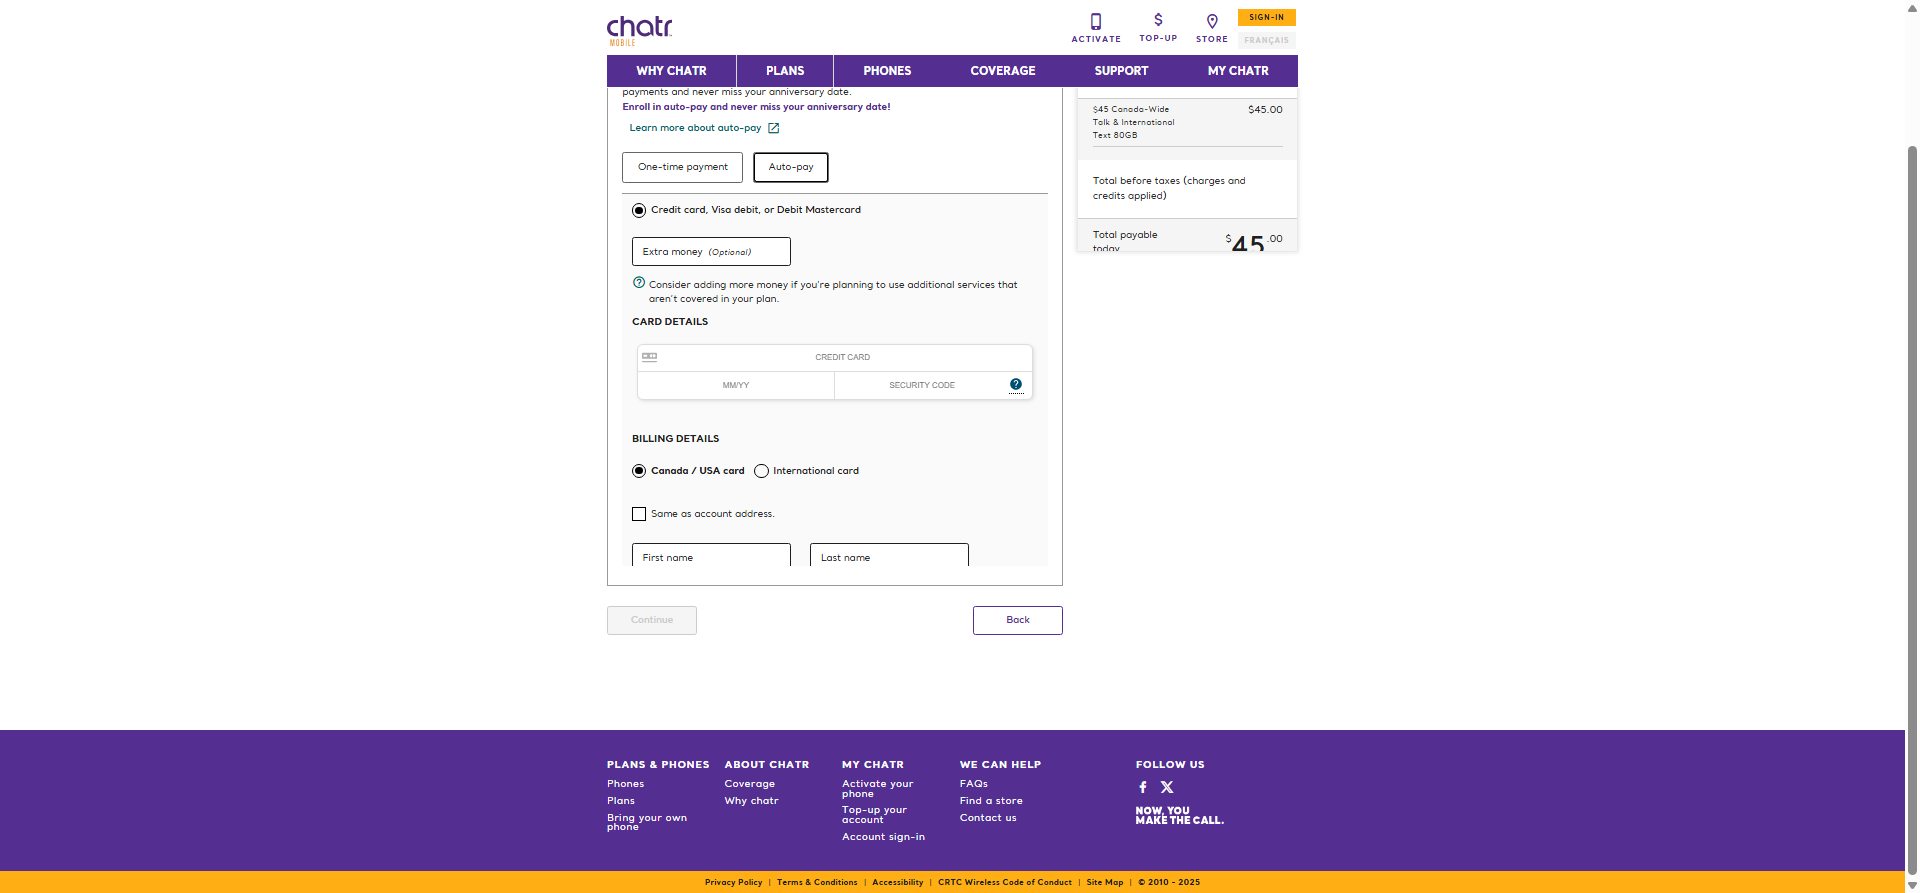 chatr
MOBILE
ACTIVATE
TOP-UP
STORE
SIGN-IN
FRANÇAIS
WHY CHATR
PLANS
PHONES
COVERAGE
SUPPORT
MY CHATR
payments and never miss your anniversary date.
Enroll in auto-pay and never miss your anniversary date!
Learn more about auto-pay
One-time payment
Auto-pay
Credit card, Visa debit, or Debit Mastercard
Extra money (Optional)
Consider adding more money if you're planning to use additional services that
aren't covered in your plan.
CARD DETAILS
CREDIT CARD
MM/YY
SECURITY CODE
BILLING DETAILS
Canada / USA card
International card
Same as account address.
First name
Last name
Continue
Back
$45 Canada-Wide
Talk & International
Text 80GB
$45.00
Total before taxes (charges and
credits applied)
Total payable
today
$45.00
PLANS & PHONES
Phones
Plans
Bring your own
phone
ABOUT CHATR
Coverage
Why chatr
MY CHATR
Activate your
phone
Top-up your
account
Account sign-in
WE CAN HELP
FAQs
Find a store
Contact us
FOLLOW US
NOW, YOU
MAKE THE CALL.
Privacy Policy | Terms & Conditions | Accessibility | CRTC Wireless Code of Conduct | Site Map | © 2010 - 2025